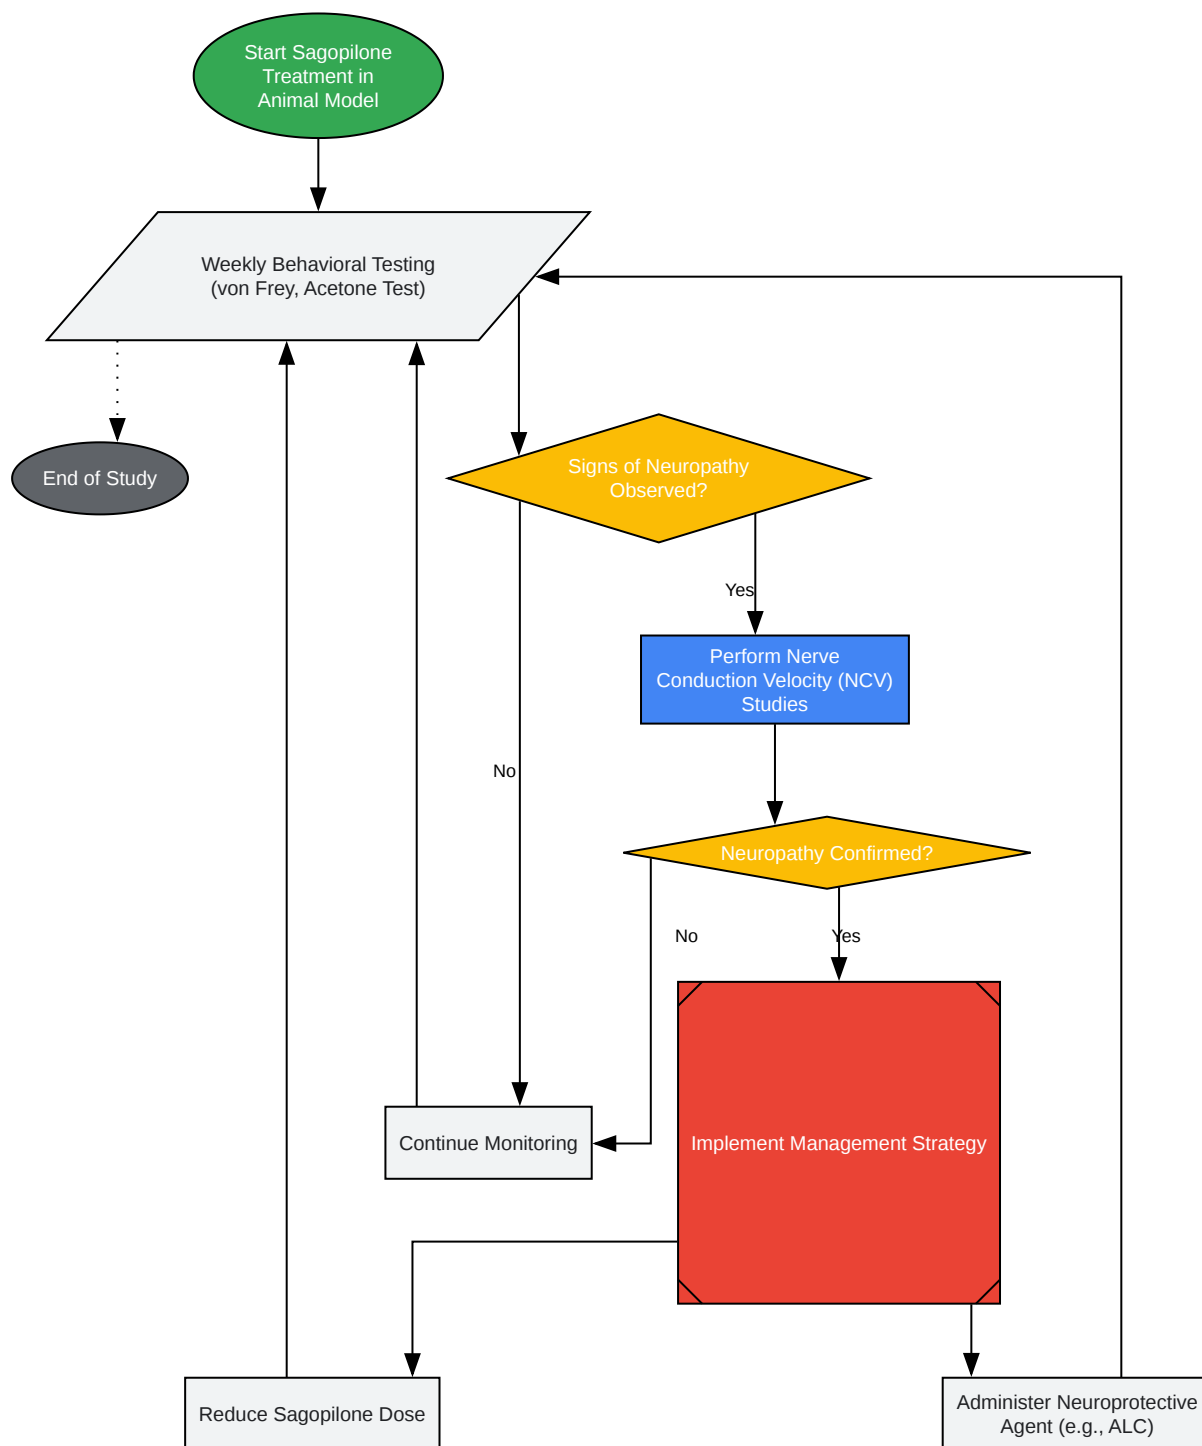 Start Sagopilone
Treatment in
Animal Model
Weekly Behavioral Testing
(von Frey, Acetone Test)
End of Study
Signs of Neuropathy
Observed?
Yes
Perform Nerve
Conduction Velocity (NCV)
Studies
No
Neuropathy Confirmed?
No
Yes
Continue Monitoring
Implement Management Strategy
Reduce Sagopilone Dose
Administer Neuroprotective
Agent (e.g., ALC)